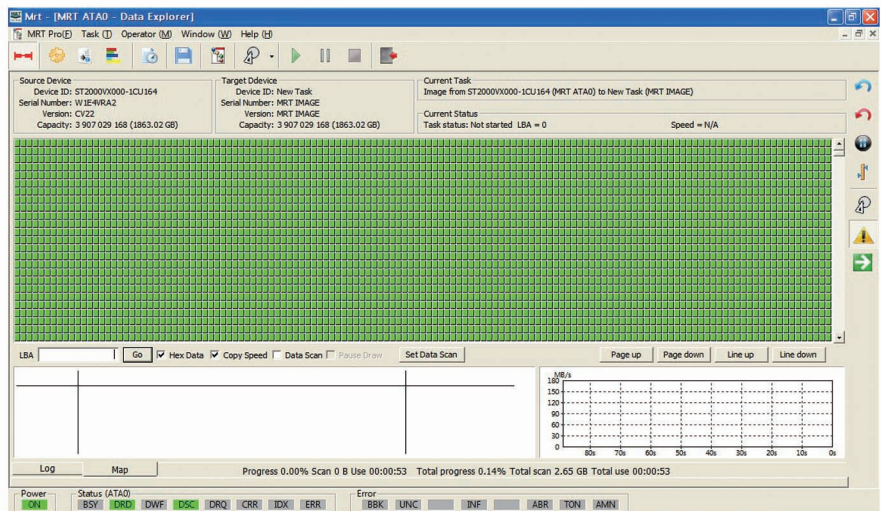 Mrt - [MRT ATA0 - Data Explorer]
MRT Pro(F) Task (T) Operator (M) Window (W) Help (H)
Source Device
Device ID: ST2000VX000-1CU164
Serial Number: W1E4VRA2
Version: CV22
Capacity: 3 907 029 168 (1863.02 GB)
Target Ddevice
Device ID: New Task
Serial Number: MRT IMAGE
Version: MRT IMAGE
Capacity: 3 907 029 168 (1863.02 GB)
Current Task
Image from ST2000VX000-1CU164 (MRT ATA0) to New Task (MRT IMAGE)
Current Status
Task status: Not started LBA = 0 Speed = N/A
LBA Go Hex Data Copy Speed Data Scan Pause Draw Set Data Scan Page up Page down Line up Line down
MB/s
180
150
120
90
60
30
0
80s 70s 60s 50s 40s 30s 20s 10s 0s
Log Map Progress 0.00% Scan 0 B Use 00:00:53 Total progress 0.14% Total scan 2.65 GB Total use 00:00:53
Power Status (ATA0) Error
ON BSY DRD DWF DSC DRQ CRR IDX ERR BBK UNC INF ABR TON AMN